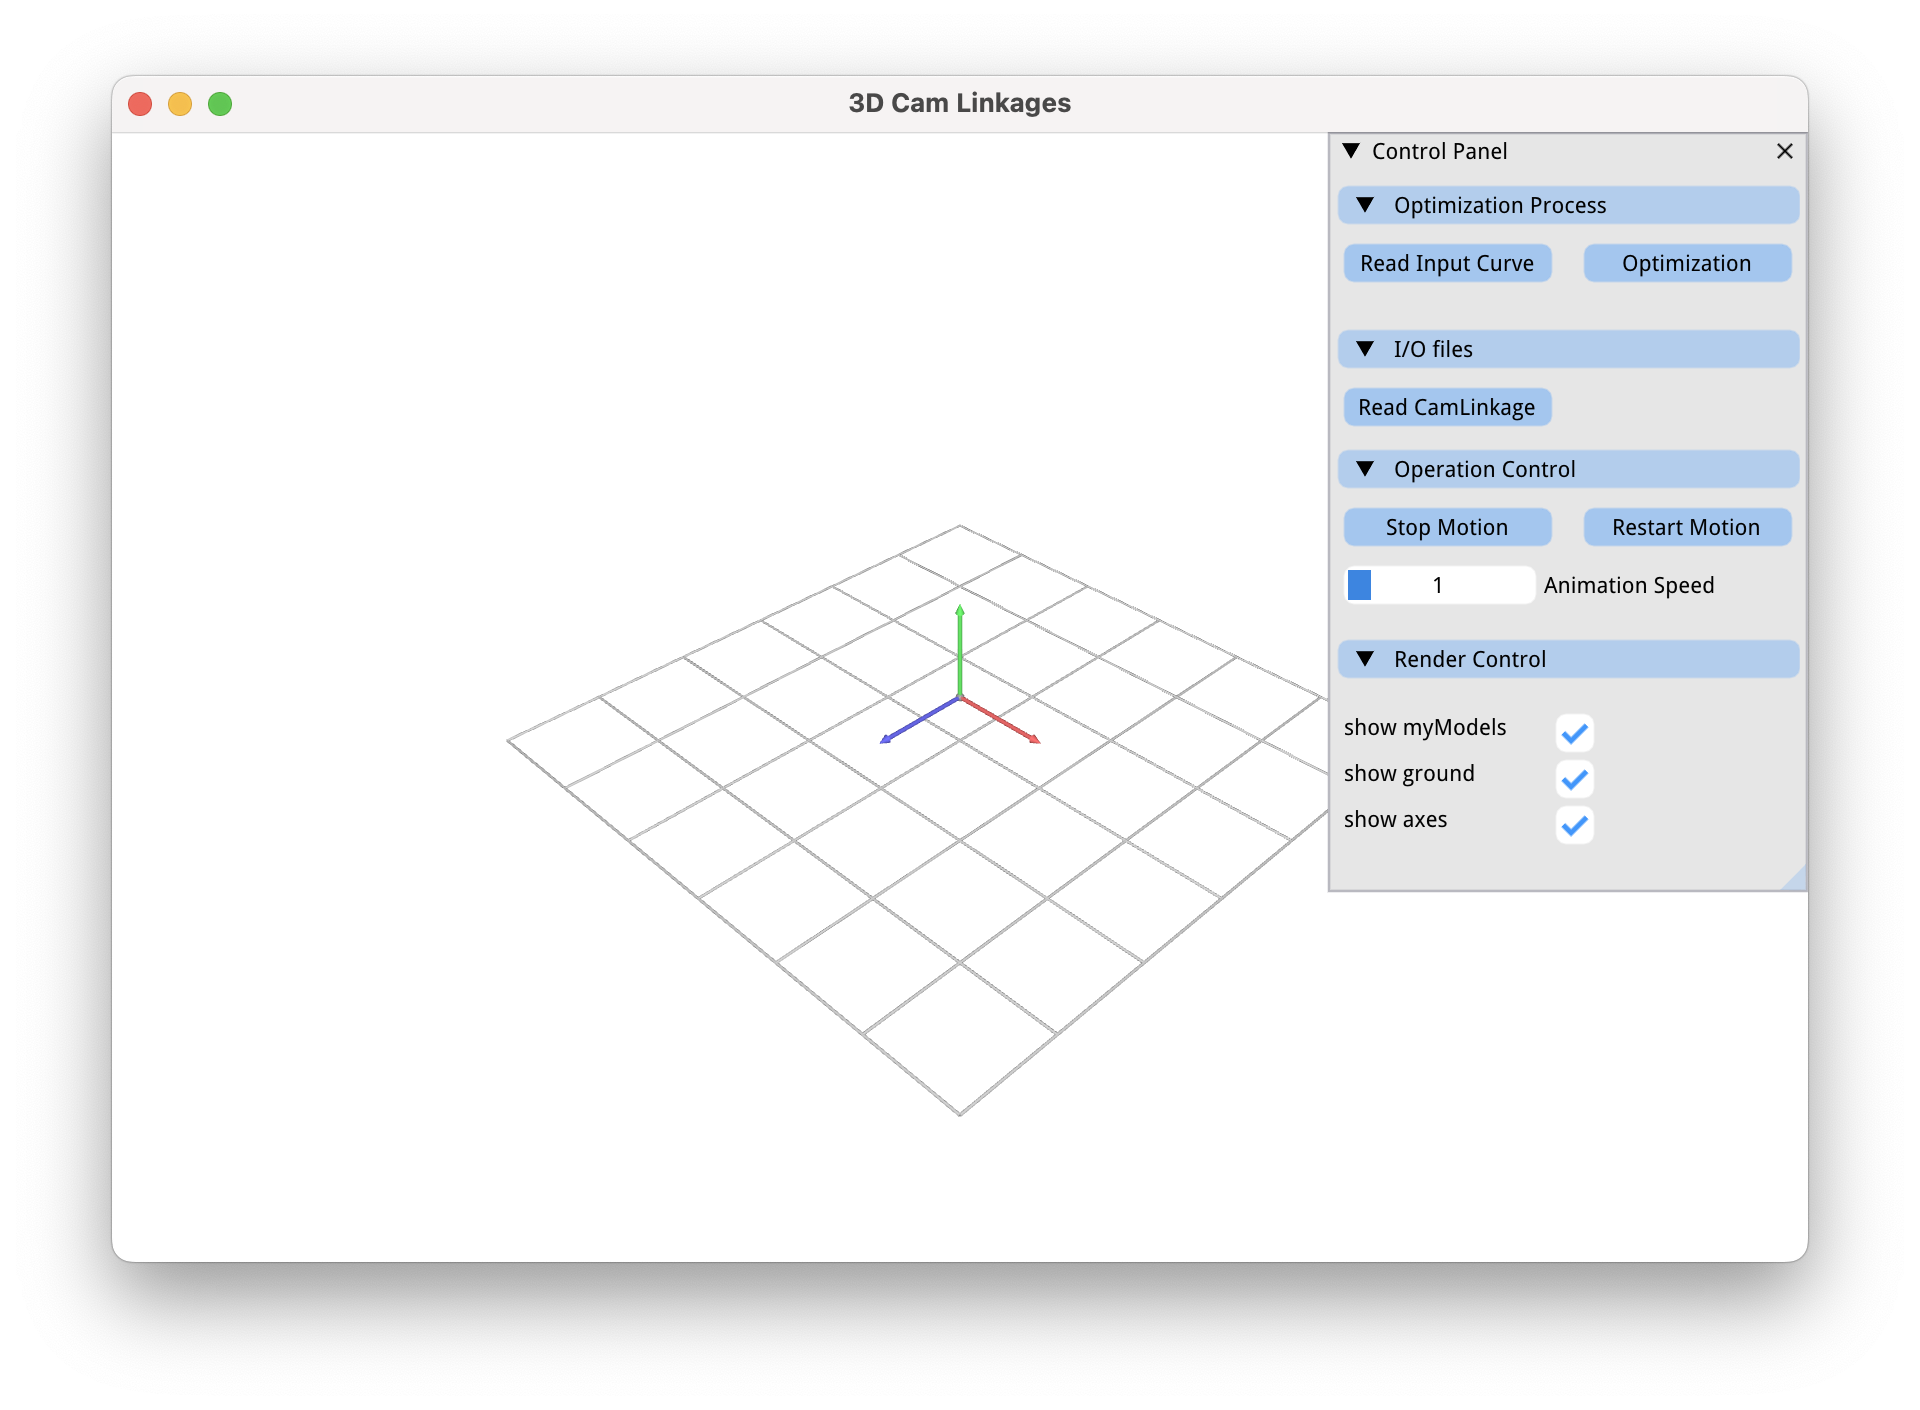 3D Cam Linkages
Control Panel
Optimization Process
Read Input Curve
Optimization
I/O files
Read CamLinkage
Operation Control
Stop Motion
Restart Motion
1
Animation Speed
Render Control
show myModels
show ground
show axes